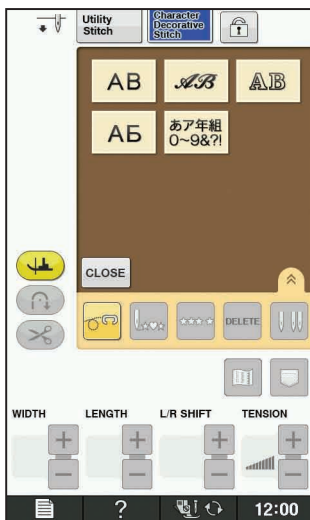 Utility
Stitch
Character
Decorative
Stitch
AB
AB
AB
АБ
あア年組
0~9&?!
CLOSE
DELETE
WIDTH
LENGTH
L/R SHIFT
TENSION
+
+
+
+
−
−
−
−
?
12:00